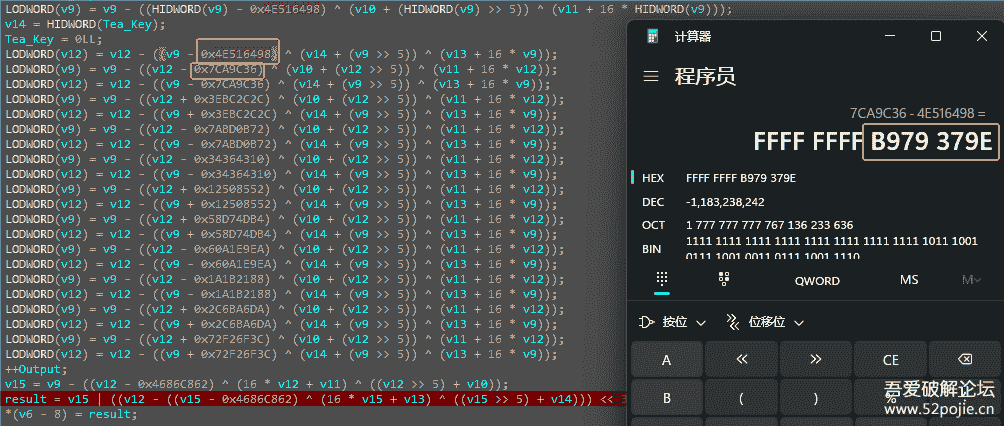 LODWORD(v9) = v9 - ((HIDWORD(v9) - 0x4E516498) ^ (v10 + (HIDWORD(v9) >> 5)) ^ (v11 + 16 * HIDWORD(v9)));
v14 = HIDWORD(Tea_Key);
Tea_Key = 0LL;
LODWORD(v12) = v12 - ((v9 - 0x4E516498) ^ (v14 + (v9 >> 5)) ^ (v13 + 16 * v9));
LODWORD(v9) = v9 - ((v12 - 0x7CA9C36) ^ (v10 + (v12 >> 5)) ^ (v11 + 16 * v12));
LODWORD(v12) = v12 - ((v9 - 0x7CA9C36) ^ (v14 + (v9 >> 5)) ^ (v13 + 16 * v9));
LODWORD(v9) = v9 - ((v12 + 0x3EBC2C2C) ^ (v10 + (v12 >> 5)) ^ (v11 + 16 * v12));
LODWORD(v12) = v12 - ((v9 + 0x3EBC2C2C) ^ (v14 + (v9 >> 5)) ^ (v13 + 16 * v9));
LODWORD(v9) = v9 - ((v12 - 0x7ABD0B72) ^ (v10 + (v12 >> 5)) ^ (v11 + 16 * v12));
LODWORD(v12) = v12 - ((v9 - 0x7ABD0B72) ^ (v14 + (v9 >> 5)) ^ (v13 + 16 * v9));
LODWORD(v9) = v9 - ((v12 - 0x34364310) ^ (v10 + (v12 >> 5)) ^ (v11 + 16 * v12));
LODWORD(v12) = v12 - ((v9 - 0x34364310) ^ (v14 + (v9 >> 5)) ^ (v13 + 16 * v9));
LODWORD(v9) = v9 - ((v12 + 0x12508552) ^ (v10 + (v12 >> 5)) ^ (v11 + 16 * v12));
LODWORD(v12) = v12 - ((v9 + 0x12508552) ^ (v14 + (v9 >> 5)) ^ (v13 + 16 * v9));
LODWORD(v9) = v9 - ((v12 + 0x58D74DB4) ^ (v10 + (v12 >> 5)) ^ (v11 + 16 * v12));
LODWORD(v12) = v12 - ((v9 + 0x58D74DB4) ^ (v14 + (v9 >> 5)) ^ (v13 + 16 * v9));
LODWORD(v9) = v9 - ((v12 - 0x60A1E9EA) ^ (v10 + (v12 >> 5)) ^ (v11 + 16 * v12));
LODWORD(v12) = v12 - ((v9 - 0x60A1E9EA) ^ (v14 + (v9 >> 5)) ^ (v13 + 16 * v9));
LODWORD(v9) = v9 - ((v12 - 0x1A1B2188) ^ (v10 + (v12 >> 5)) ^ (v11 + 16 * v12));
LODWORD(v12) = v12 - ((v9 - 0x1A1B2188) ^ (v14 + (v9 >> 5)) ^ (v13 + 16 * v9));
LODWORD(v9) = v9 - ((v12 + 0x2C6BA6DA) ^ (v10 + (v12 >> 5)) ^ (v11 + 16 * v12));
LODWORD(v12) = v12 - ((v9 + 0x2C6BA6DA) ^ (v14 + (v9 >> 5)) ^ (v13 + 16 * v9));
LODWORD(v9) = v9 - ((v12 + 0x72F26F3C) ^ (v10 + (v12 >> 5)) ^ (v11 + 16 * v12));
LODWORD(v12) = v12 - ((v9 + 0x72F26F3C) ^ (v14 + (v9 >> 5)) ^ (v13 + 16 * v9));
++Output;
v15 = v9 - ((v12 - 0x4686C862) ^ (16 * v12 + v11) ^ ((v12 >> 5) + v10));
result = v15 | ((v12 - ((v15 - 0x4686C862) ^ (16 * v15 + v13) ^ ((v15 >> 5) + v14))) << 3
*(v6 - 8) = result;
计算器
程序员
7CA9C36 - 4E516498 =
FFFF FFFF B979 379E
HEX FFFF FFFF B979 379E
DEC -1,183,238,242
OCT 1 777 777 777 767 136 233 636
BIN 1111 1111 1111 1111 1111 1111 1111 1111 1011 1001
0111 1001 0011 0111 1001 1110
QWORD MS M
按位 位移位
A « » CE
B ( ) %
吾爱破解论坛
www.52pojie.cn